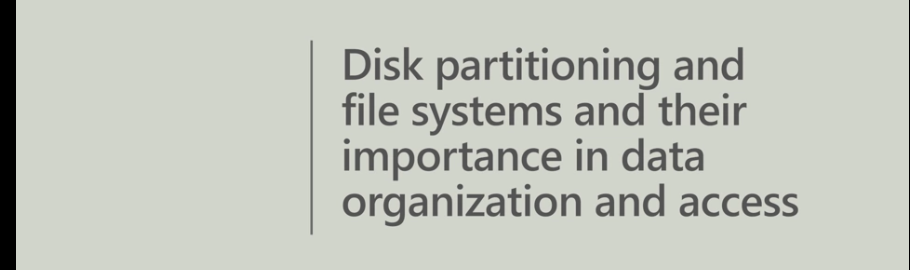 Disk partitioning and
file systems and their
importance in data
organization and access